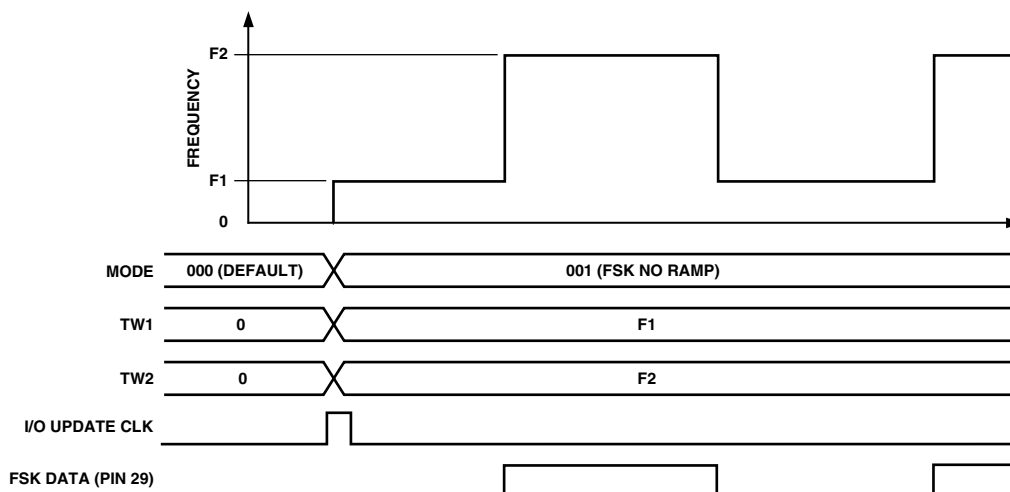 F2
FREQUENCY
F1
0
MODE 000 (DEFAULT) 001 (FSK NO RAMP)
TW1 0 F1
TW2 0 F2
I/O UPDATE CLK
FSK DATA (PIN 29)